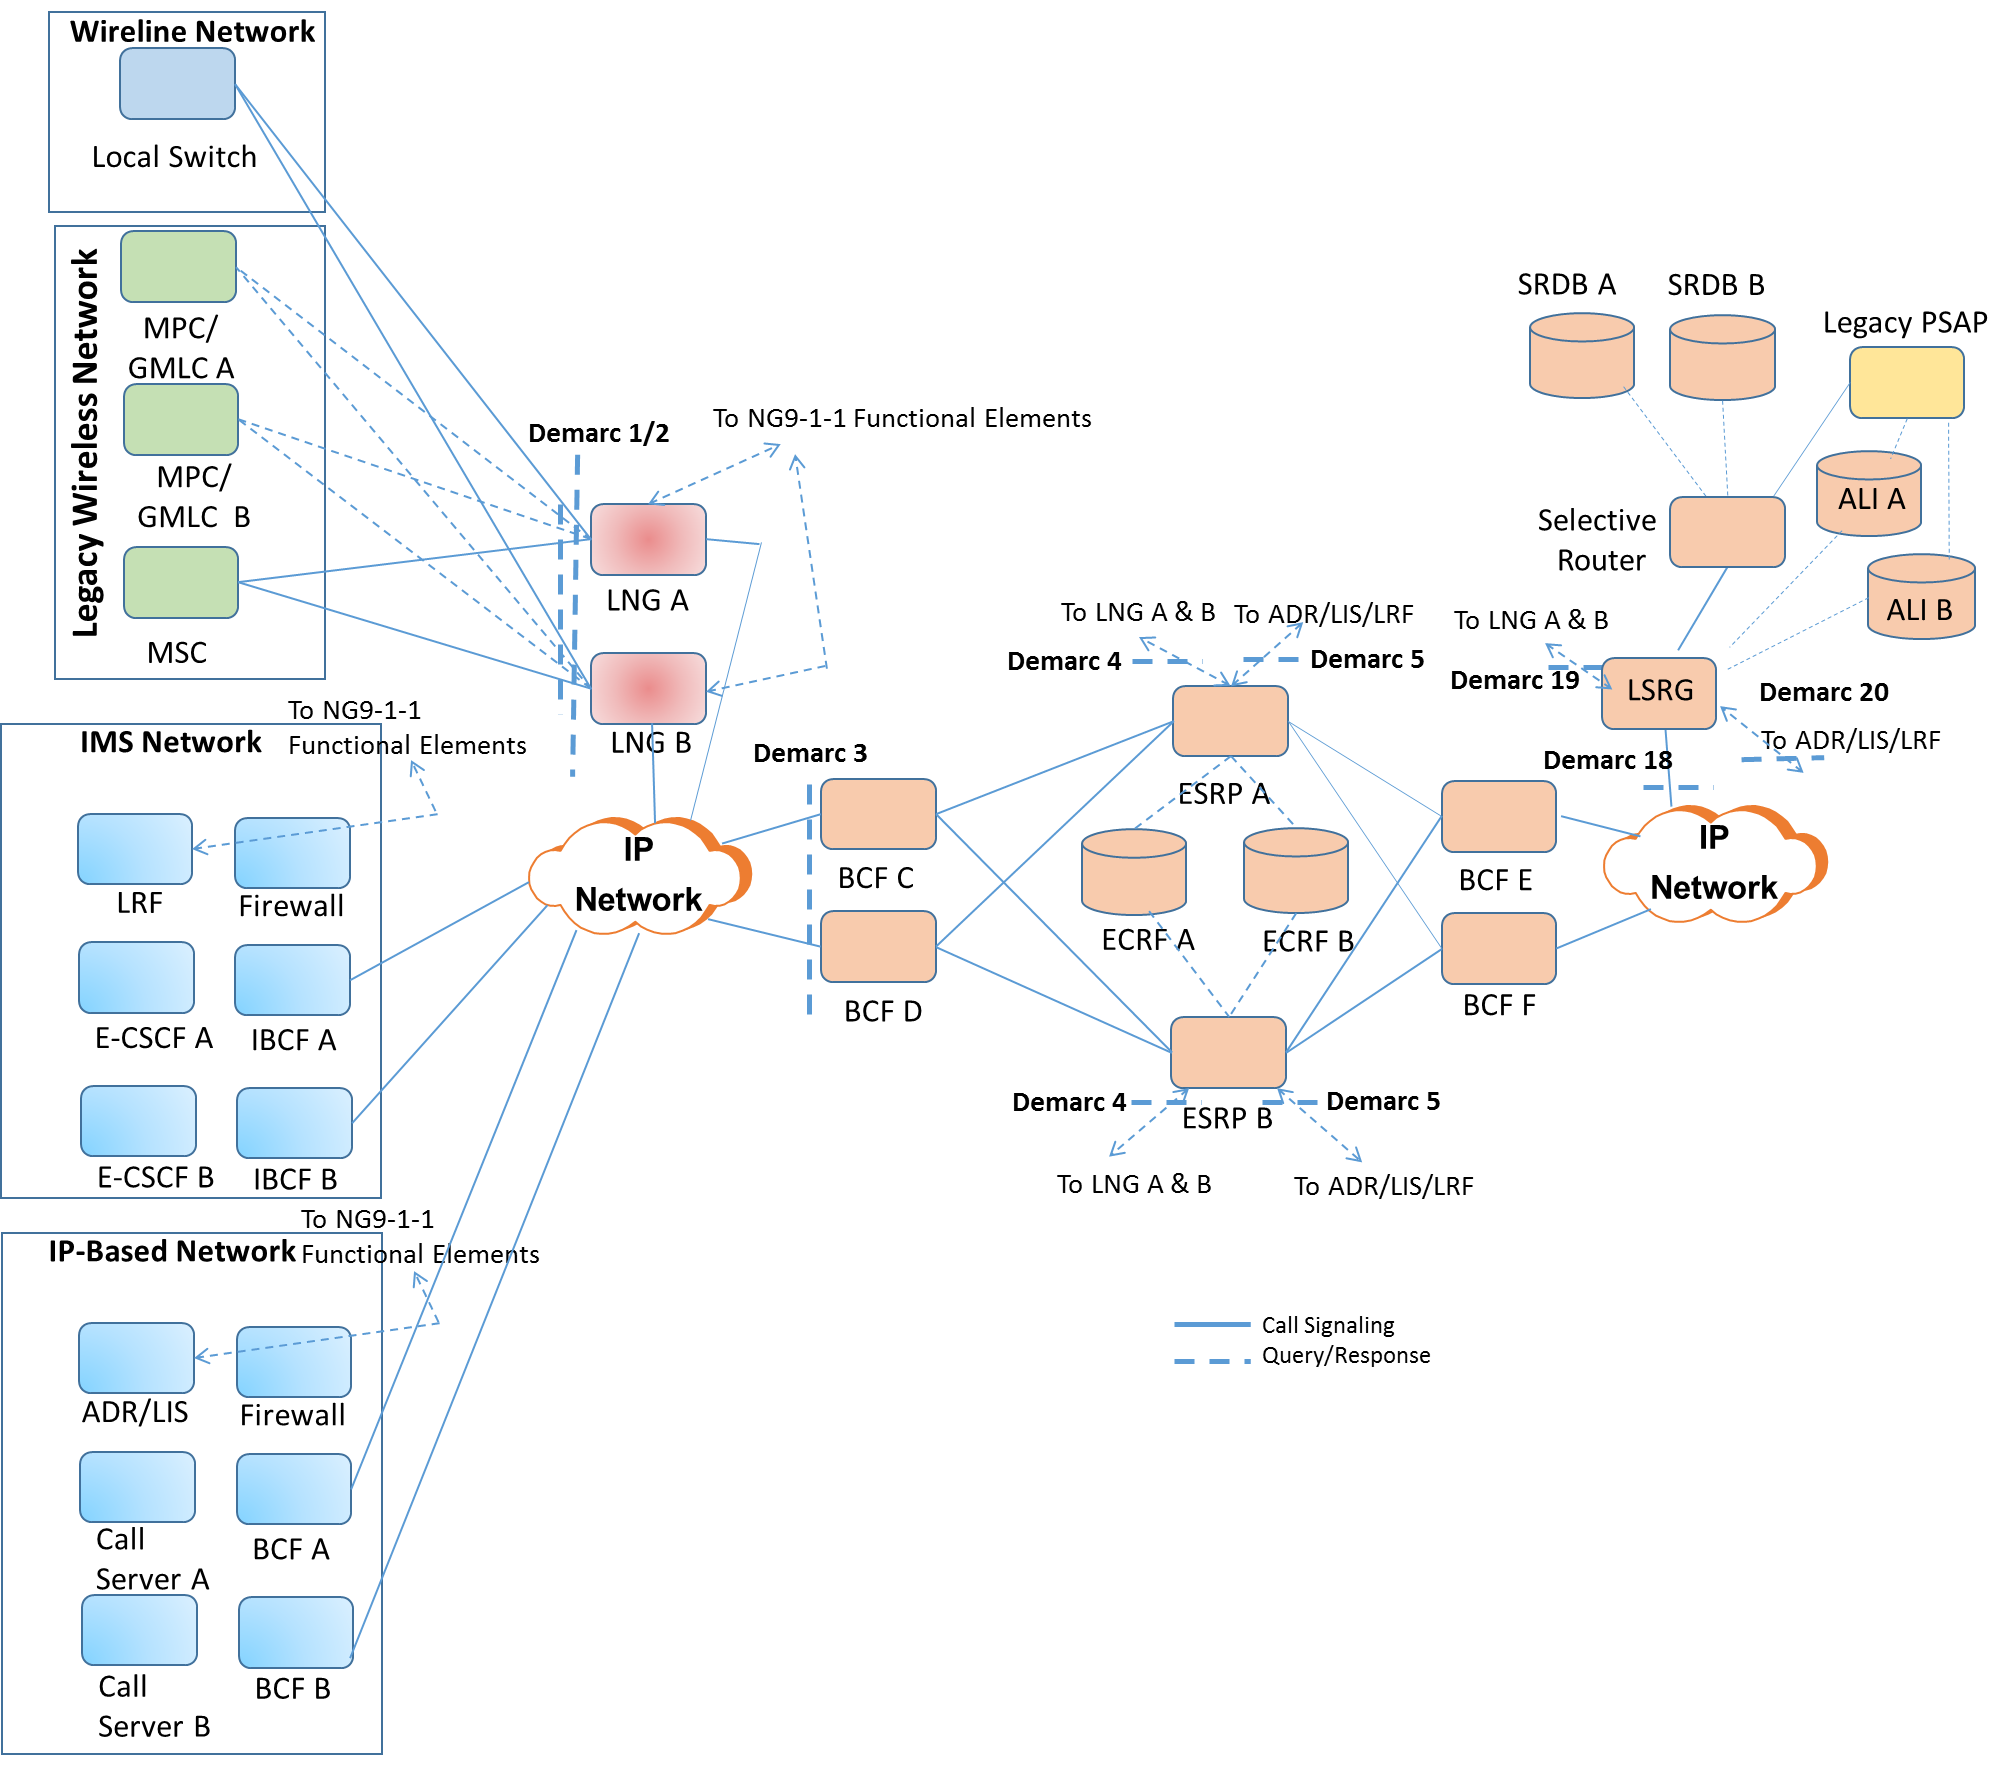 Wireline Network
Local Switch
Legacy Wireless Network
MPC/
GMLC A
MPC/
GMLC B
MSC
Demarc 1/2
To NG9-1-1 Functional Elements
LNG A
LNG B
To NG9-1-1
Functional Elements
IMS Network
LRF
Firewall
E-CSCF A
IBCF A
E-CSCF B
IBCF B
To NG9-1-1
Functional Elements
IP-Based Network
ADR/LIS
Firewall
Call
Server A
BCF A
Call
Server B
BCF B
IP
Network
Demarc 3
BCF C
BCF D
To LNG A & B
To ADR/LIS/LRF
Demarc 4
Demarc 5
ESRP A
ECRF A
ECRF B
Demarc 4
Demarc 5
ESRP B
To LNG A & B
To ADR/LIS/LRF
BCF E
BCF F
SRDB A
SRDB B
Legacy PSAP
Selective
Router
ALI A
ALI B
To LNG A & B
Demarc 19
LSRG
Demarc 20
To ADR/LIS/LRF
Demarc 18
IP
Network
Call Signaling
Query/Response